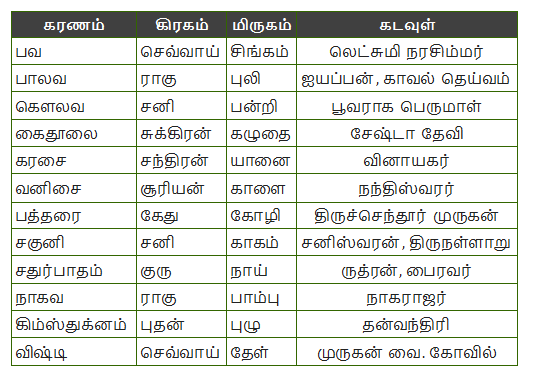 கரணம் கிரகம் மிருகம் கடவுள்
பவ செவ்வாய் சிங்கம் லெட்சுமி நரசிம்மர்
பாலவ ராகு புலி ஐயப்பன், காவல் தெய்வம்
கௌலவ சனி பன்றி பூவராக பெருமாள்
கைதூலை சுக்கிரன் கழுதை சேஷ்டா தேவி
கரசை சந்திரன் யானை வினாயகர்
வனிசை சூரியன் காளை நந்திஸ்வரர்
பத்தரை கேது கோழி திருச்செந்தூர் முருகன்
சகுனி சனி காகம் சனிஸ்வரன், திருநள்ளாறு
சதுர்பாதம் குரு நாய் ருத்ரன், பைரவர்
நாகவ ராகு பாம்பு நாகராஜர்
கிம்ஸ்துக்னம் புதன் புழு தன்வந்திரி
விஷ்டி செவ்வாய் தேள் முருகன் வை. கோவில்